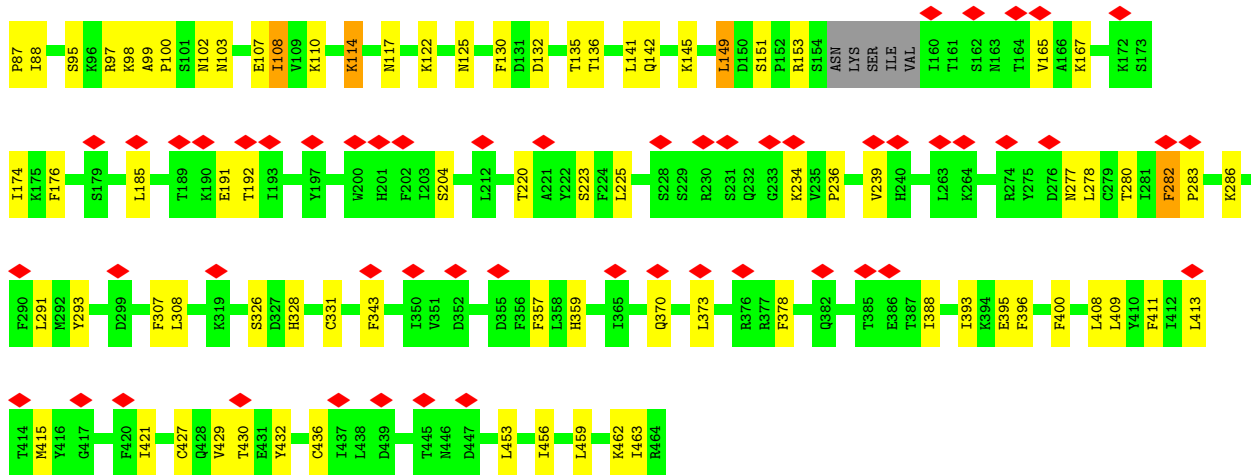 P87 I88 S95 K96 R97 K98 A99 P100 S101 N102 N103 E107 I108 V109 K110 K114 N117 K122 N125 F130 D131 D132 T135 T136 L141 Q142 K145 L149 D150 S151 P152 R153 S154 ASN LYS SER ILE VAL I160 T161 S162 N163 T164 V165 A166 K167 K172 S173
I174 K175 F176 S179 L185 T189 K190 E191 T192 I193 Y197 W200 H201 F202 I203 S204 L212 T220 A221 Y222 S223 F224 L225 S228 S229 R230 S231 Q232 G233 K234 V235 P236 V239 H240 L263 K264 R274 Y275 D276 N277 L278 C279 T280 I281 F282 P283 K286
F290 L291 M292 Y293 D299 F307 L308 K319 S326 D327 H328 C331 F343 I350 V351 D352 D355 F356 F357 L358 H359 I365 Q370 L373 R376 R377 F378 Q382 T385 E386 T387 I388 I393 K394 E395 F396 F400 L408 L409 Y410 F411 I412 L413
T414 M415 Y416 G417 F420 I421 C427 Q428 V429 T430 E431 Y432 C436 I437 L438 D439 T445 N446 D447 L453 I456 L459 K462 I463 R464